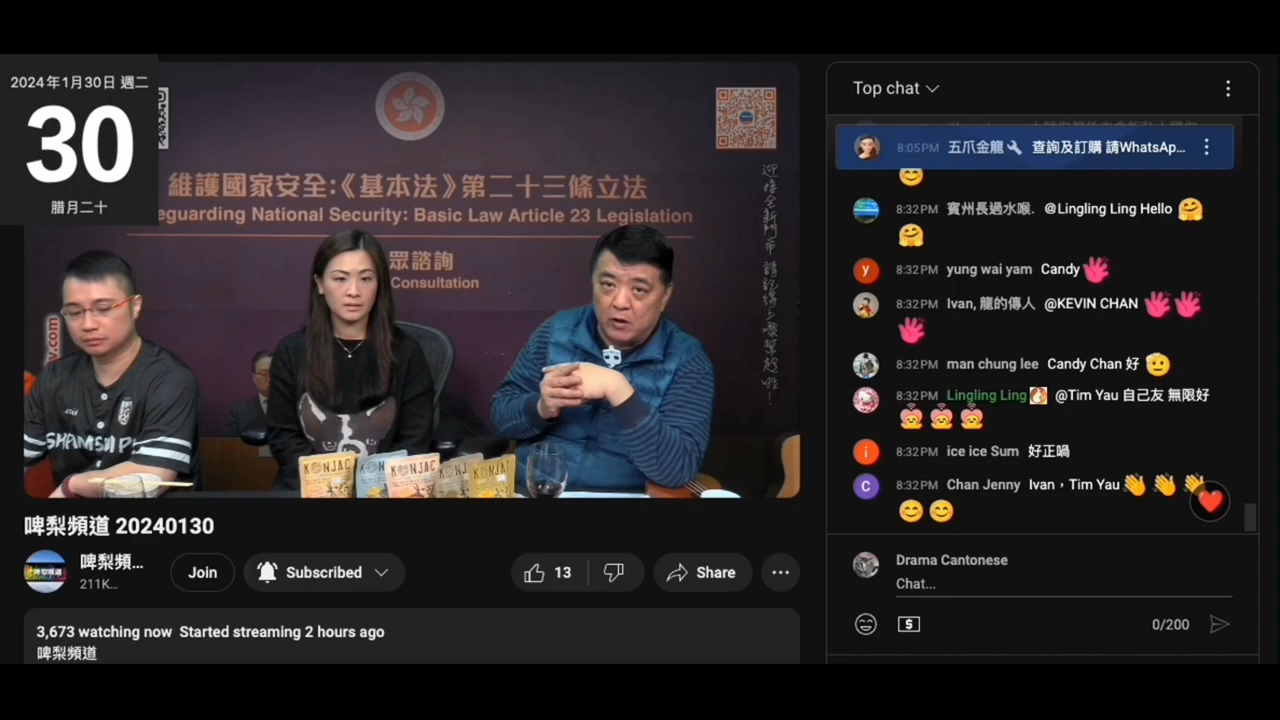 2024年1月30日 週二
30
腊月二十
維護國家安全:《基本法》第二十三條立法
eguarding National Security: Basic Law Article 23 Legislation
眾諮詢
Consultation
KONJAC
KONJAC
啤梨頻道 20240130
啤梨頻...
211K...
Join
Subscribed
13
Share
3,673 watching now Started streaming 2 hours ago
啤梨頻道
Top chat
8:05PM 五爪金龍 查詢及訂購 請WhatsAp...
8:32PM 賓州長過水喉. @Lingling Ling Hello
8:32PM yung wai yam Candy
8:32PM Ivan, 龍的傳人 @KEVIN CHAN
8:32PM man chung lee Candy Chan 好
8:32PM Lingling Ling @Tim Yau 自己友 無限好
8:32PM ice ice Sum 好正喎
8:32PM Chan Jenny Ivan，Tim Yau
Drama Cantonese
Chat...
0/200